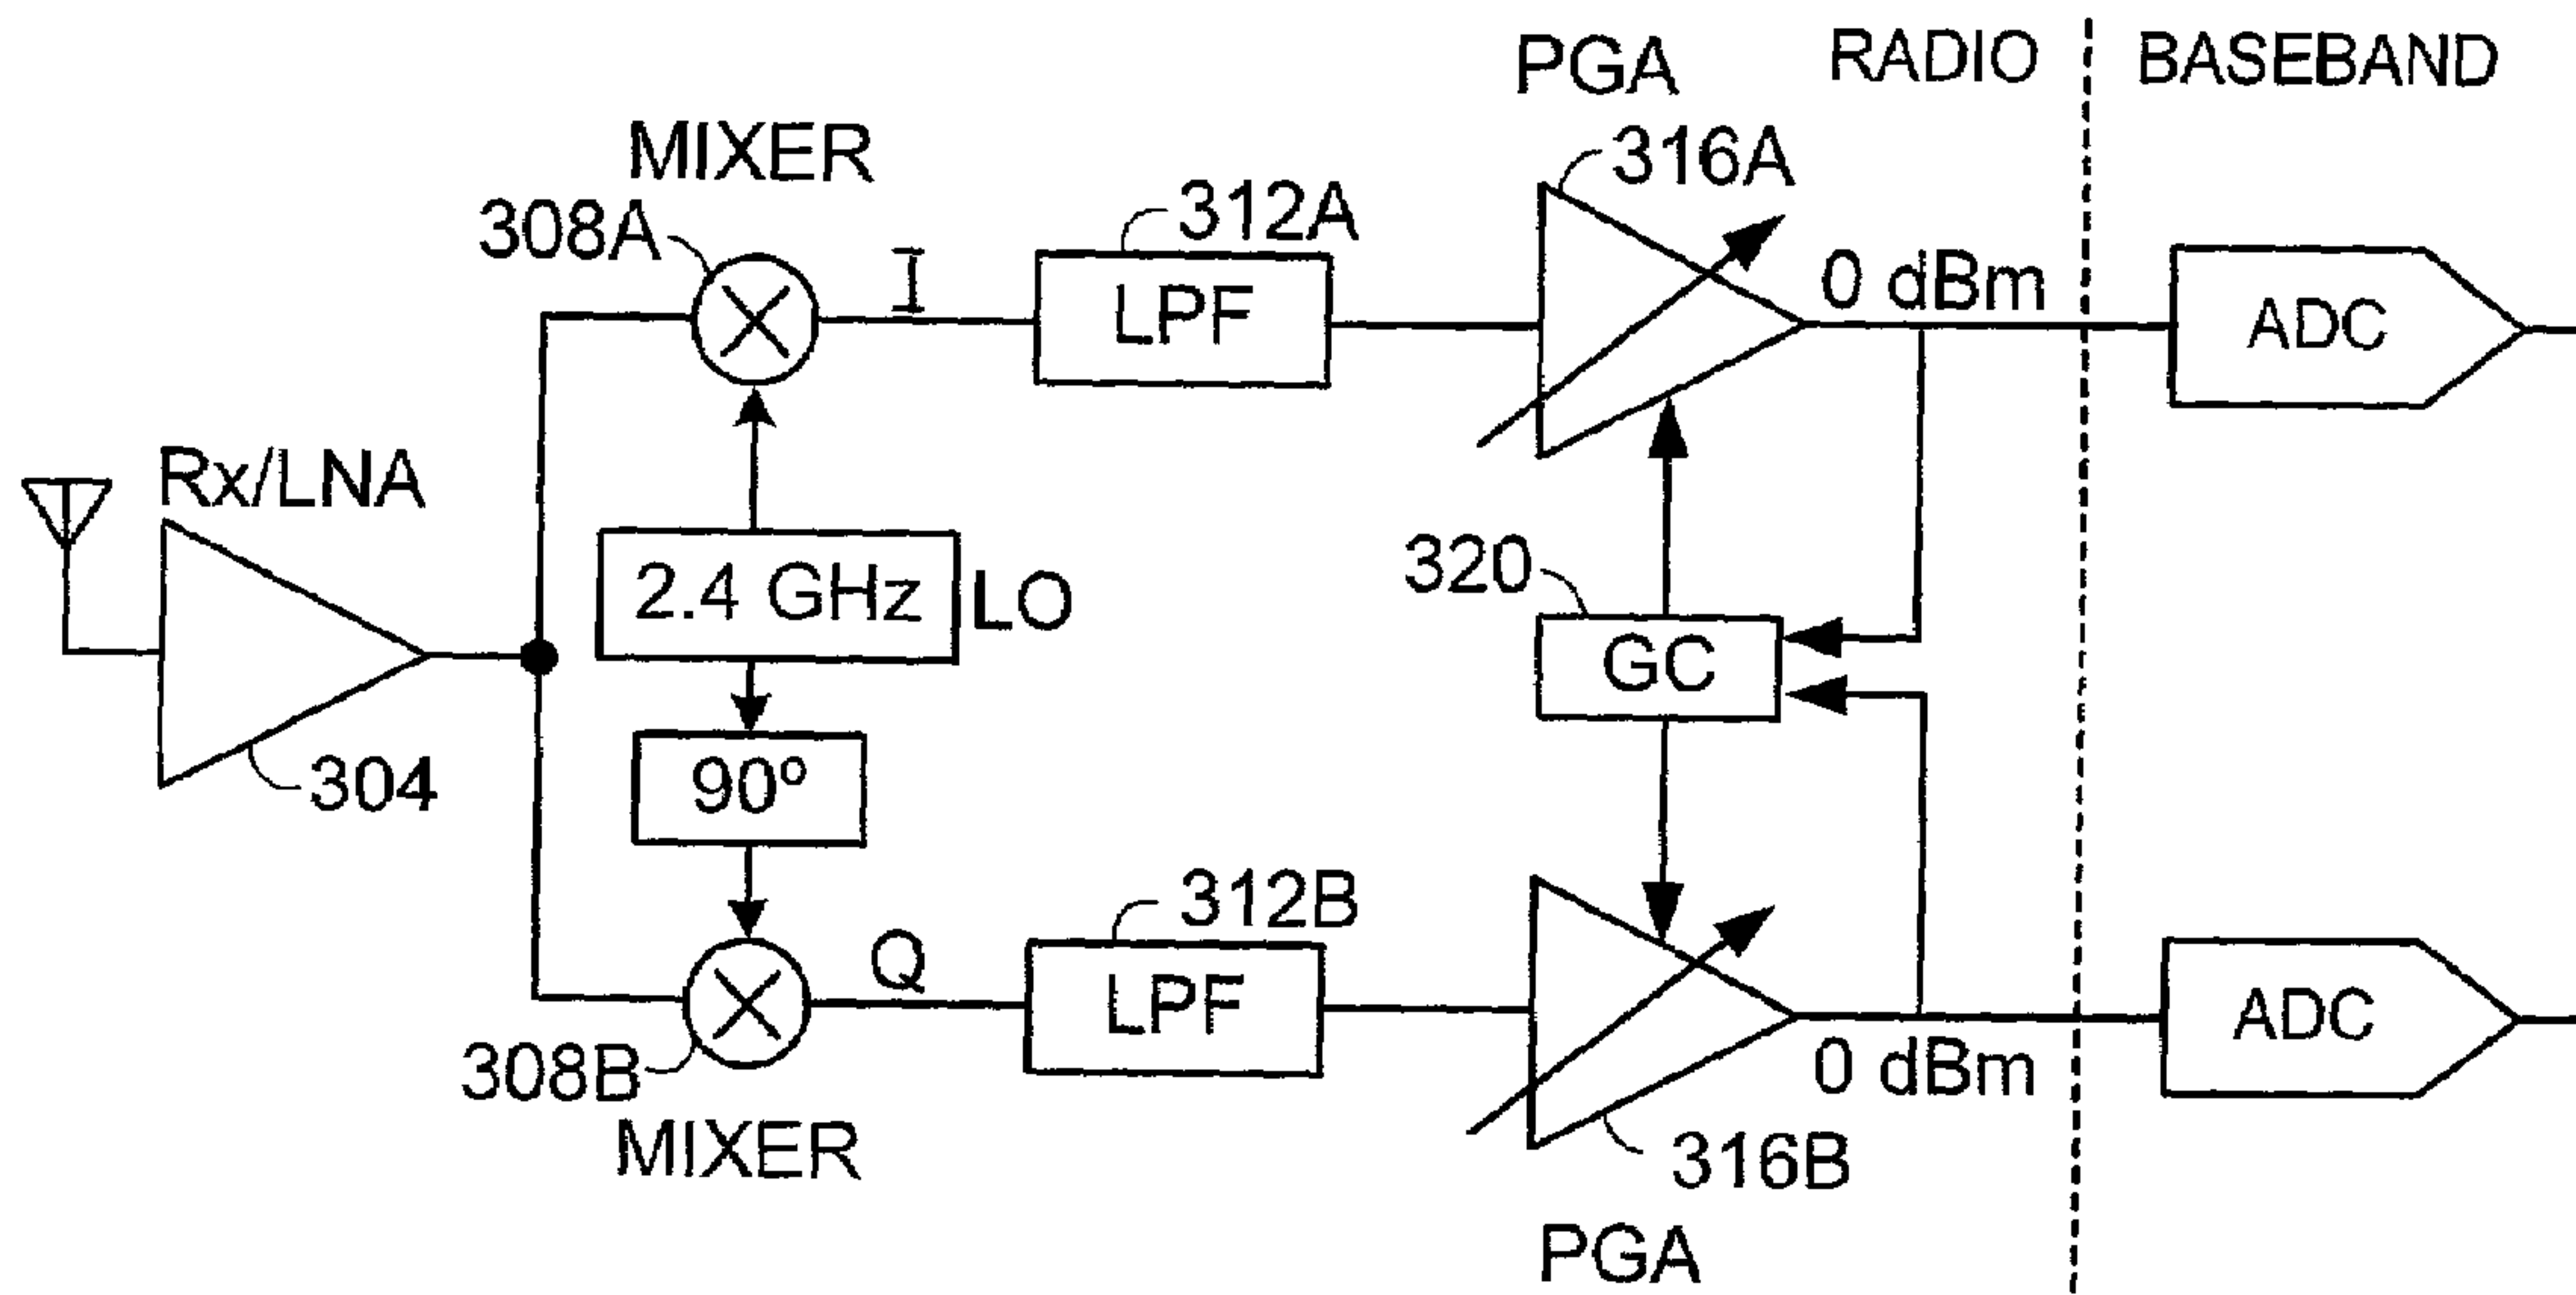 PGA
RADIO
BASEBAND
MIXER
316A
308A
I
312A
LPF
0 dBm
ADC
Rx/LNA
2.4 GHz
LO
320
GC
304
90º
312B
Q
LPF
ADC
308B
0 dBm
MIXER
316B
PGA